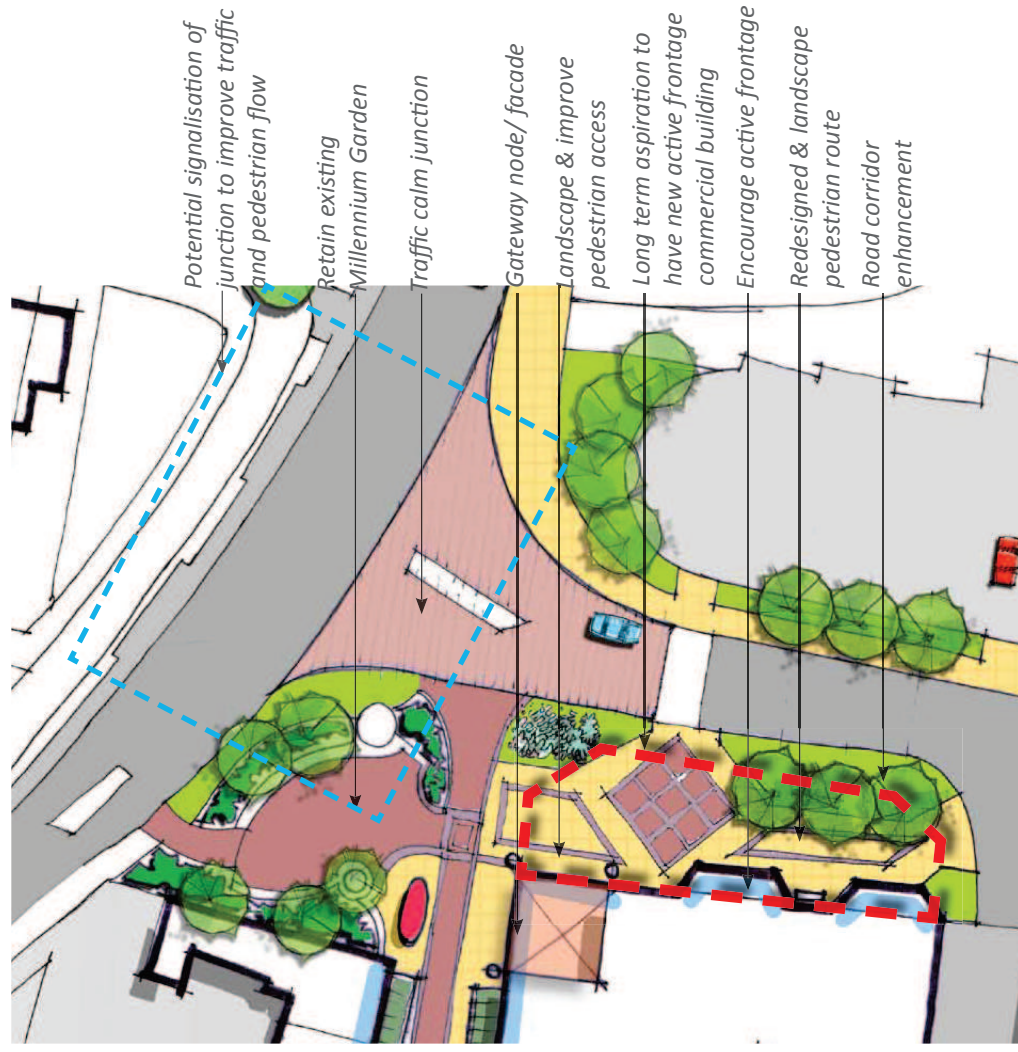 Potential signalisation of
junction to improve traffic
and pedestrian flow
Retain existing
Millennium Garden
Traffic calm junction
Gateway node/ facade
Landscape & improve
pedestrian access
Long term aspiration to
have new active frontage
commercial building
Encourage active frontage
Redesigned & landscape
pedestrian route
Road corridor
enhancement